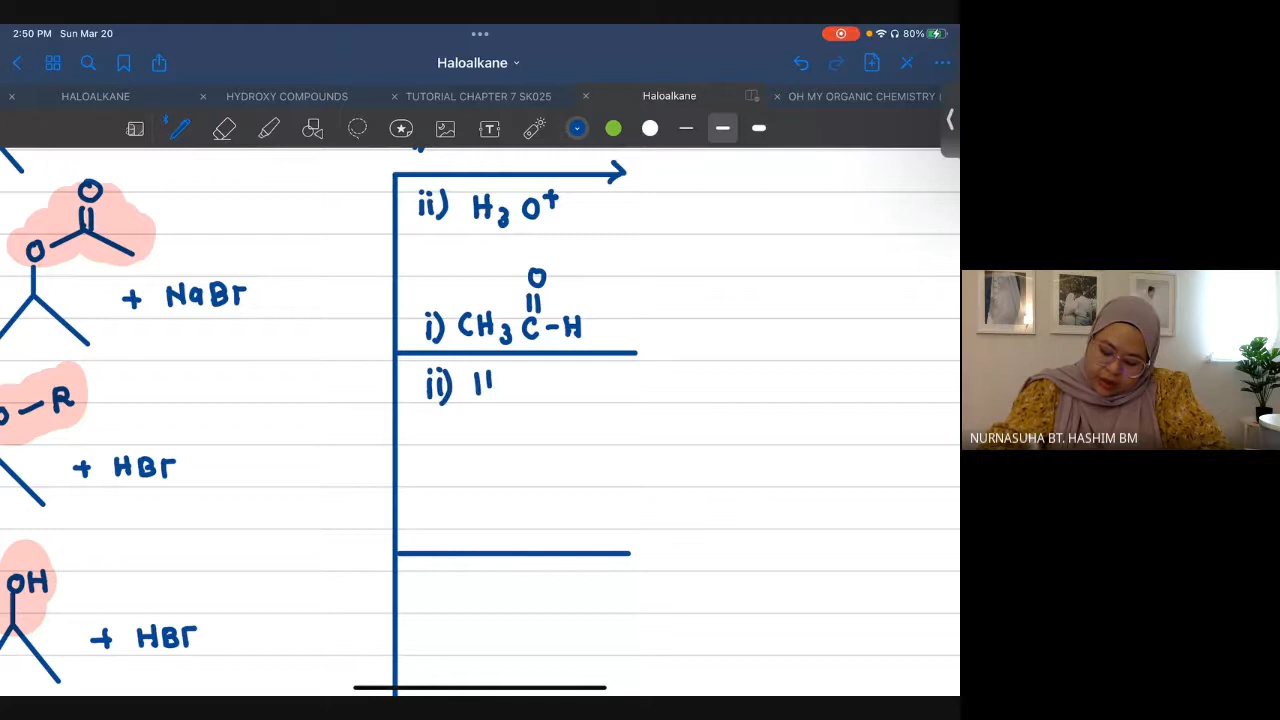 2:50 PM Sun Mar 20
80%
Haloalkane
HALOALKANE
HYDROXY COMPOUNDS
TUTORIAL CHAPTER 7 SK025
Haloalkane
OH MY ORGANIC CHEMISTRY (
T
ii) H3O+
O
O
+ NaBr
O
i) CH3C-H
ii) H
O-R
+ HBr
OH
+ HBr
NURNASUHA BT. HASHIM BM